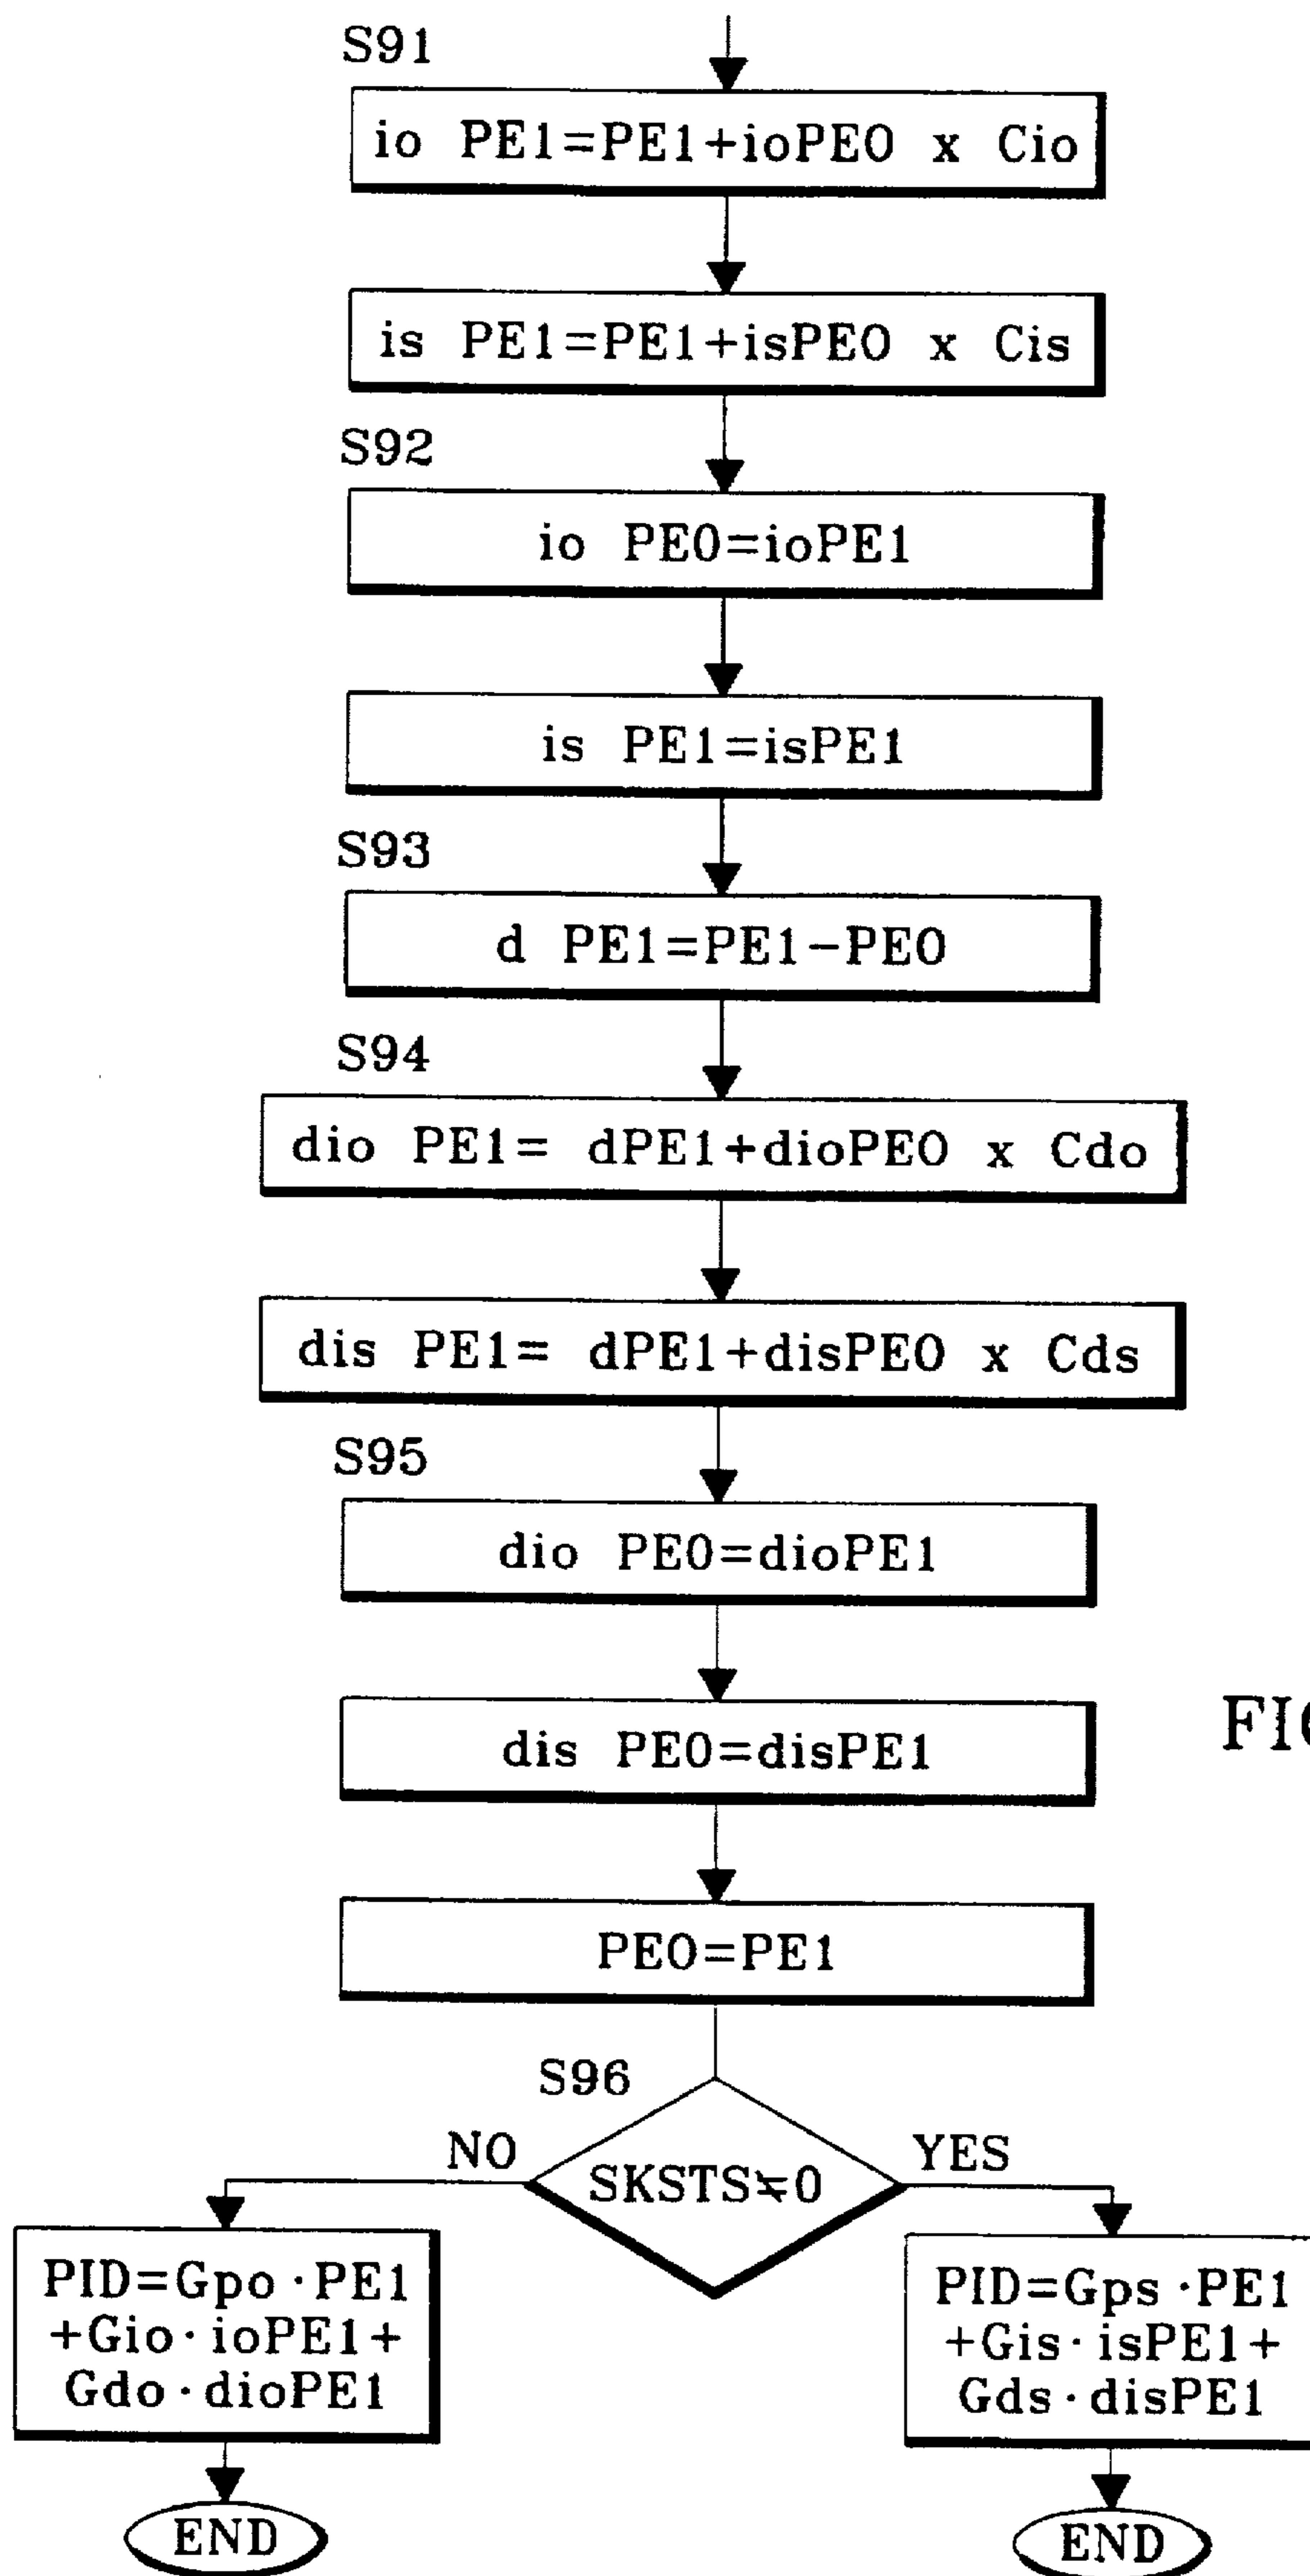 S91
io PE1=PE1+ioPE0 x Cio
is PE1=PE1+isPE0 x Cis
S92
io PE0=ioPE1
is PE1=isPE1
S93
d PE1=PE1-PE0
S94
dio PE1= dPE1+dioPE0 x Cdo
dis PE1= dPE1+disPE0 x Cds
S95
dio PE0=dioPE1
dis PE0=disPE1
FI
PE0=PE1
S96
NO
SKSTS≒0
YES
PID=Gpo·PE1
+Gio·ioPE1+
Gdo·dioPE1
PID=Gps·PE1
+Gis·isPE1+
Gds·disPE1
END
END